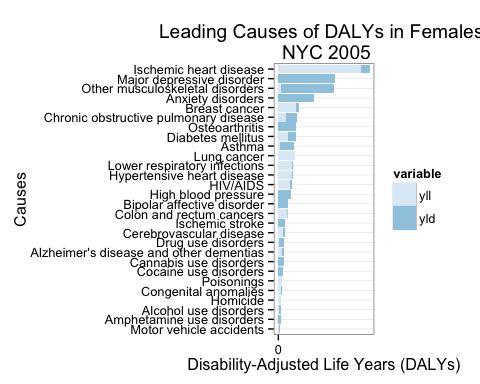 Leading Causes of DALYs in Females
NYC 2005
Causes
Ischemic heart disease
Major depressive disorder
Other musculoskeletal disorders
Anxiety disorders
Breast cancer
Chronic obstructive pulmonary disease
Osteoarthritis
Diabetes mellitus
Asthma
Lung cancer
Lower respiratory infections
Hypertensive heart disease
HIV/AIDS
High blood pressure
Bipolar affective disorder
Colon and rectum cancers
Ischemic stroke
Cerebrovascular disease
Drug use disorders
Alzheimer's disease and other dementias
Cannabis use disorders
Cocaine use disorders
Poisonings
Congenital anomalies
Homicide
Alcohol use disorders
Amphetamine use disorders
Motor vehicle accidents
variable
yll
yld
0
Disability-Adjusted Life Years (DALYs)